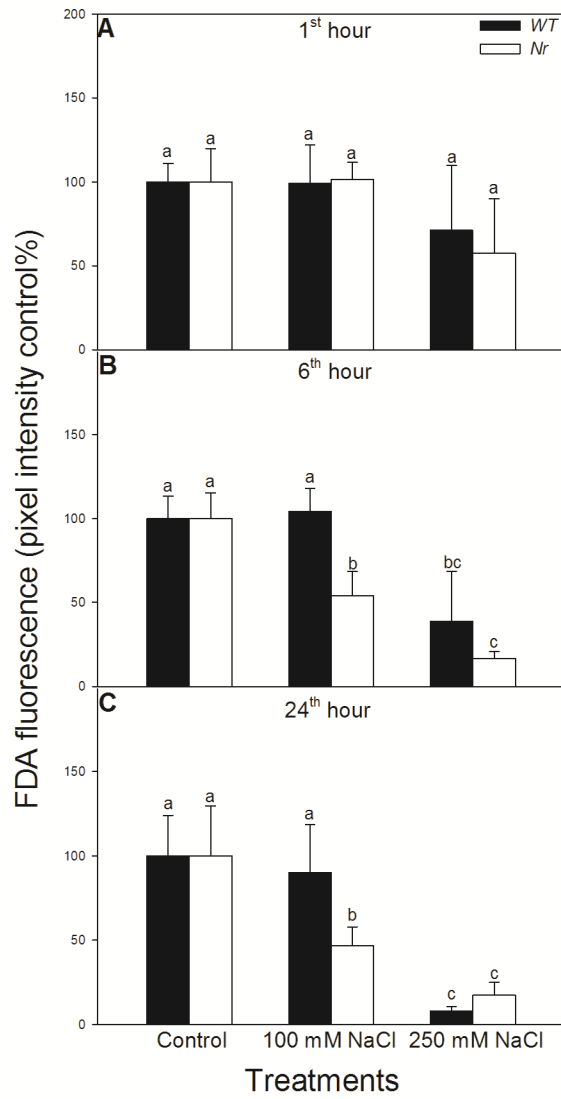 FDA fluorescence (pixel intensity control%)
A
1st hour
WT
Nr
200
150
100
50
0
a
a
a
a
a
a
B
6th hour
150
100
50
0
a
a
a
b
bc
c
C
24th hour
150
100
50
0
a
a
a
b
c
c
Control
100 mM NaCl
250 mM NaCl
Treatments